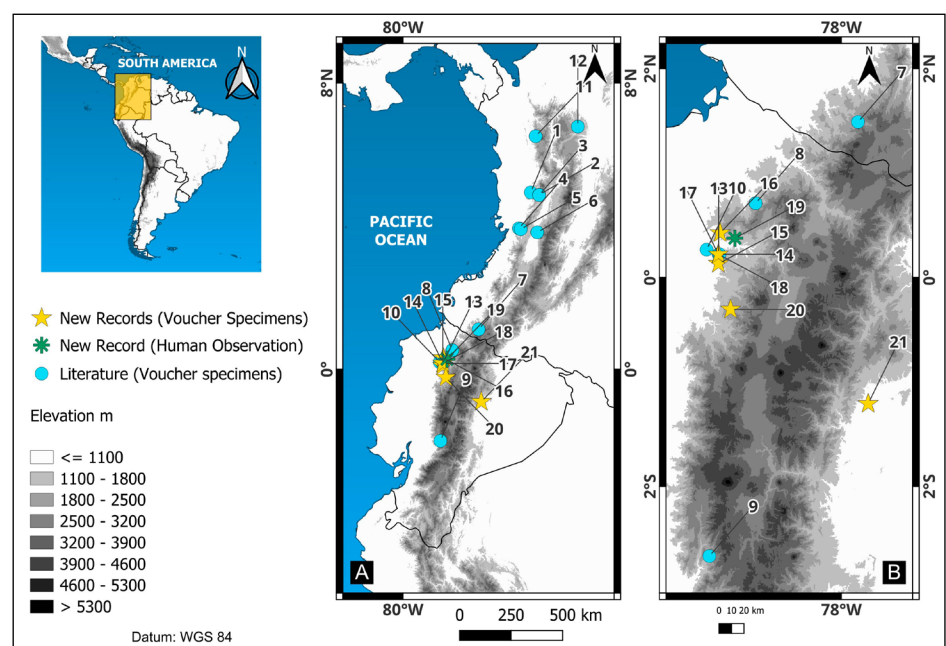 SOUTH AMERICA
N
New Records (Voucher Specimens)
New Record (Human Observation)
Literature (Voucher specimens)
Elevation m
<= 1100
1100 - 1800
1800 - 2500
2500 - 3200
3200 - 3900
3900 - 4600
4600 - 5300
> 5300
Datum: WGS 84
80°W
8°N
8°N
N
12
11
1
3
4
2
5
6
PACIFIC
OCEAN
7
8
14
15
13
10
19
18
0°
0°
17
21
9
16
20
A
80°W
0 250 500 km
78°W
2°N
2°N
N
7
8
17
13
10
16
19
15
14
0°
0°
18
20
21
2°S
2°S
9
B
78°W
0 10 20 km